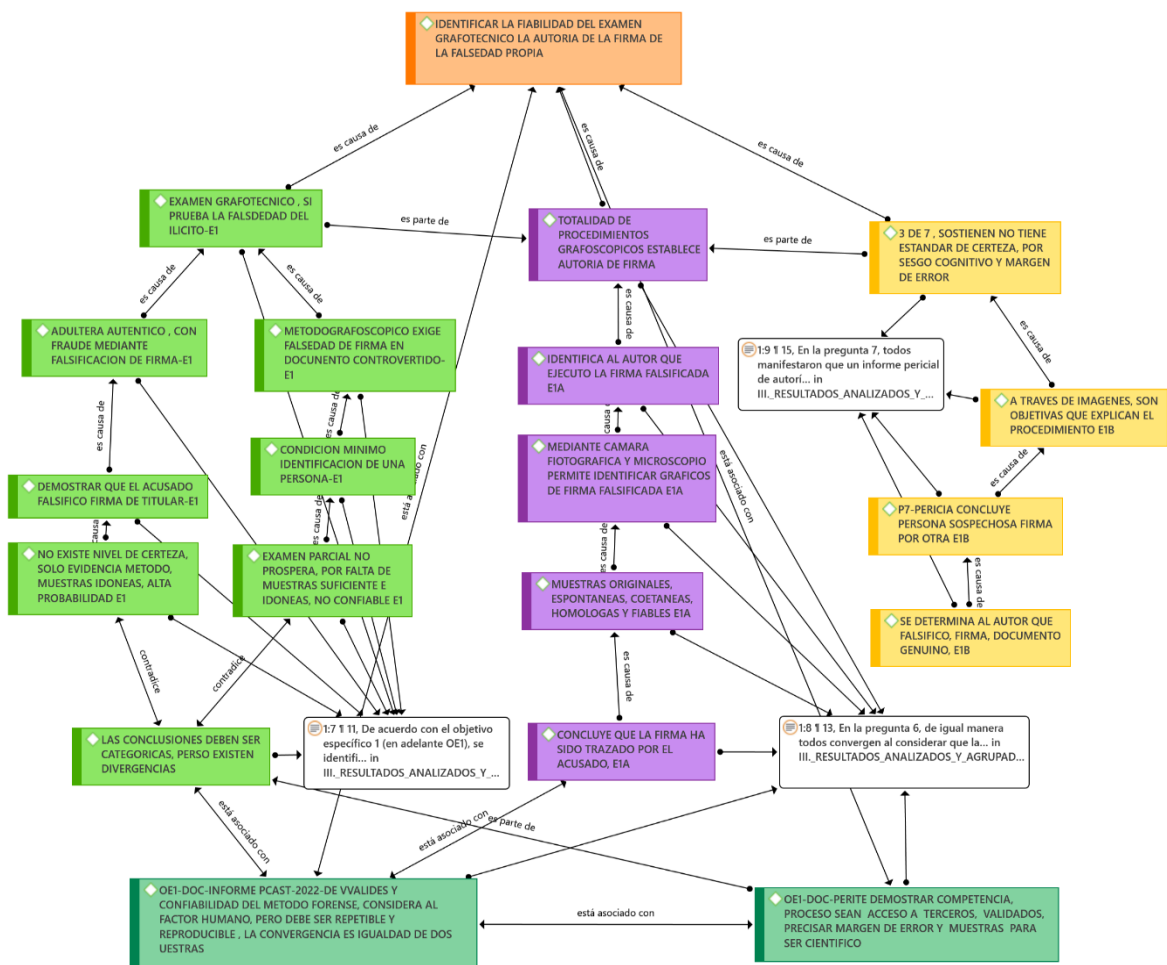 IDENTIFICAR LA FIABILIDAD DEL EXAMEN
GRAFOTECNICO LA AUTORIA DE LA FIRMA DE
LA FALSEDAD PROPIA
es causa de
es causa de
es causa de
EXAMEN GRAFOTECNICO , SI
PRUEBA LA FALSDEDAD DEL
ILICITO-E1
es parte de
TOTALIDAD DE
PROCEDIMIENTOS
GRAFOSCOPICOS ESTABLECE
AUTORIA DE FIRMA
es parte de
3 DE 7 , SOSTIENEN NO TIENE
ESTANDAR DE CERTEZA, POR
SESGO COGNITIVO Y MARGEN
DE ERROR
es causa de
es causa de
es causa de
es causa de
ADULTERA AUTENTICO , CON
FRAUDE MEDIANTE
FALSIFICACION DE FIRMA-E1
METODOGRAFOSCOPICO EXIGE
FALSEDAD DE FIRMA EN
DOCUNENTO CONTROVERTIDO-
E1
IDENTIFICA AL AUTOR QUE
EJECUTO LA FIRMA FALSIFICADA
E1A
1:9 ¶ 15, En la pregunta 7, todos
manifestaron que un informe pericial
de autorí... in
III._RESULTADOS_ANALIZADOS_Y_...
A TRAVES DE IMAGENES, SON
OBJETIVAS QUE EXPLICAN EL
PROCEDIMIENTO E1B
es causa de
es causa de
causa de
es causa de
CONDICION MINIMO
IDENTIFICACION DE UNA
PERSONA-E1
está asociado con
MEDIANTE CAMARA
FIOTOGRAFICA Y MICROSCOPIO
PERMITE IDENTIFICAR GRAFICOS
DE FIRMA FALSIFICADA E1A
está asociado con
DEMOSTRAR QUE EL ACUSADO
FALSIFICO FIRMA DE TITULAR-E1
P7-PERICIA CONCLUYE
PERSONA SOSPECHOSA FIRMA
POR OTRA E1B
causa
es causa de
es causa de
es causa de
NO EXISTE NIVEL DE CERTEZA,
SOLO EVIDENCIA METODO,
MUESTRAS IDONEAS, ALTA
PROBABILIDAD E1
EXAMEN PARCIAL NO
PROSPERA, POR FALTA DE
MUESTRAS SUFICIENTE E
IDONEAS, NO CONFIABLE E1
MUESTRAS ORIGINALES,
ESPONTANEAS, COETANEAS,
HOMOLOGAS Y FIABLES E1A
SE DETERMINA AL AUTOR QUE
FALSIFICO, FIRMA, DOCUMENTO
GENUINO, E1B
contradice
contradice
es causa de
LAS CONCLUSIONES DEBEN SER
CATEGORICAS, PERSO EXISTEN
DIVERGENCIAS
1:7 ¶ 11, De acuerdo con el objetivo
específico 1 (en adelante OE1), se
identifi... in
III._RESULTADOS_ANALIZADOS_Y_...
CONCLUYE QUE LA FIRMA HA
SIDO TRAZADO POR EL
ACUSADO, E1A
1:8 ¶ 13, En la pregunta 6, de igual manera
todos convergen al considerar que la... in
III._RESULTADOS_ANALIZADOS_Y_AGRUPAD...
está asociado con
está asociado con
es parte de
OE1-DOC-INFORME PCAST-2022-DE VVALIDES Y
CONFIABILIDAD DEL METODO FORENSE, CONSIDERA AL
FACTOR HUMANO, PERO DEBE SER REPETIBLE Y
REPRODUCIBLE , LA CONVERGENCIA ES IGUALDAD DE DOS
UESTRAS
está asociado con
OE1-DOC-PERITE DEMOSTRAR COMPETENCIA,
PROCESO SEAN ACCESO A TERCEROS, VALIDADOS,
PRECISAR MARGEN DE ERROR Y MUESTRAS PARA
SER CIENTIFICO